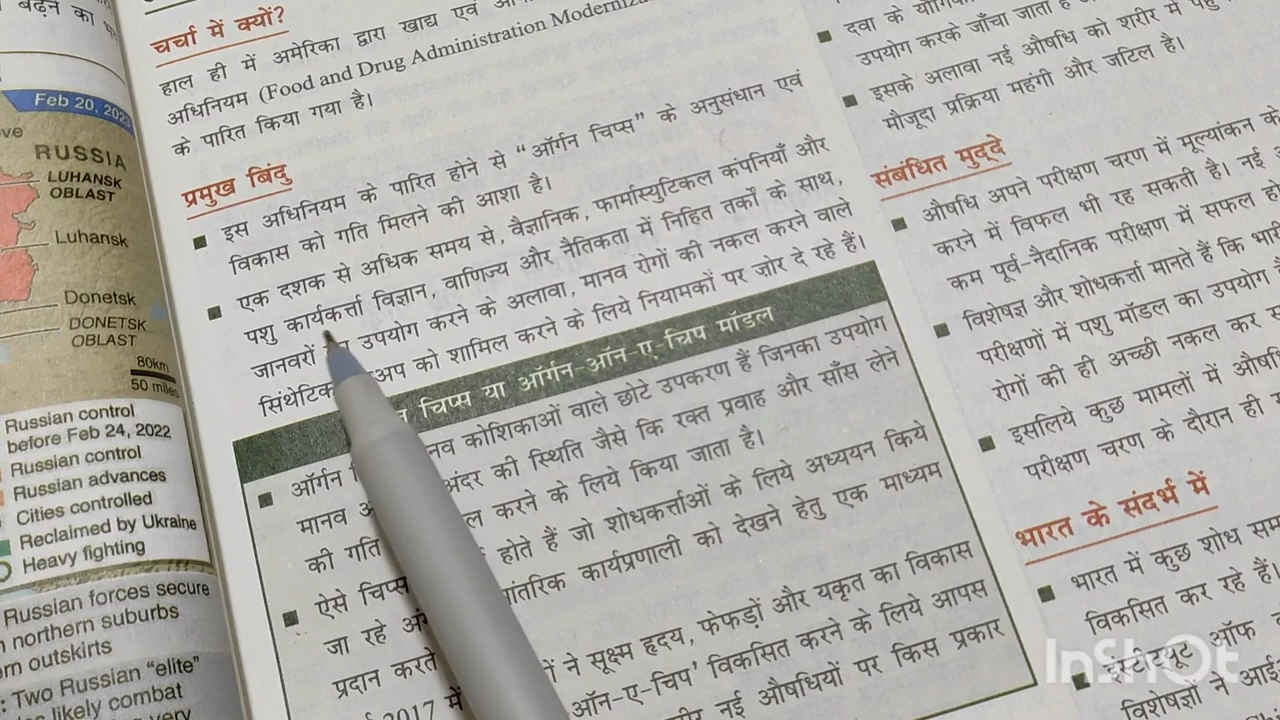 बढ़ने का
Feb 20, 202
ve
RUSSIA
LUHANSK
OBLAST
Luhansk
Donetsk
DONETSK
OBLAST
80km
50 miles
Russian control
before Feb 24, 2022
Russian control
Russian advances
Cities controlled
Reclaimed by Ukraine
Heavy fighting
Russian forces secure
northern suburbs
outskirts
: Two Russian “elite”
likely combat
very
चर्चा में क्यों?
हाल ही में अमेरिका द्वारा खाद्य एवं
अधिनियम (Food and Drug Administration
के पारित किया गया है।
प्रमुख बिंदु
■ इस अधिनियम के पारित होने से “ऑर्गन चिप्स” के अनुसंधान एवं
विकास को गति मिलने की आशा है।
■ एक दशक से अधिक समय से, वैज्ञानिक, फार्मास्युटिकल कंपनियाँ और
पशु कार्यकर्त्ता विज्ञान, वाणिज्य और नैतिकता में निहित तर्कों के साथ,
जानवरों उपयोग करने के अलावा, मानव रोगों की नकल करने वाले
को शामिल करने के लिये नियामकों पर जोर दे रहे हैं।
चिप्स या ऑर्गन-ऑन-ए-चिप मॉडल
■ ऑर्गन कोशिकाओं वाले छोटे उपकरण हैं जिनका उपयोग
मानव अंदर की स्थिति जैसे कि रक्त प्रवाह और साँस लेने
की गति करने के लिये किया जाता है।
■ ऐसे चिप्स होते हैं जो शोधकर्त्ताओं के लिये अध्ययन किये
जा रहे कार्यप्रणाली को देखने हेतु एक माध्यम
प्रदान करते
2017 में ने सूक्ष्म हृदय, फेफड़ों और यकृत का विकास
ऑन-ए-चिप' विकसित करने के लिये आपस
नई औषधियों पर किस प्रकार
■ दवा के
उपयोग करके जाँचा जाता है
■ इसके अलावा नई औषधि को शरीर में
मौजूदा प्रक्रिया महंगी और जटिल है।
संबंधित मुद्दे
■ औषधि अपने परीक्षण चरण में मूल्यांकन
करने में विफल भी रह सकती है। नई
कम पूर्व-नैदानिक परीक्षण में सफल
■ विशेषज्ञ और शोधकर्त्ता मानते हैं कि
परीक्षणों में पशु मॉडल का उपयोग
रोगों की ही अच्छी नकल कर
■ इसलिये कुछ मामलों में
परीक्षण चरण के दौरान ही
भारत के संदर्भ में
■ भारत में कुछ शोध
विकसित कर रहे हैं।
■ इंस्टीट्यूट ऑफ
विशेषज्ञों ने
InShOt